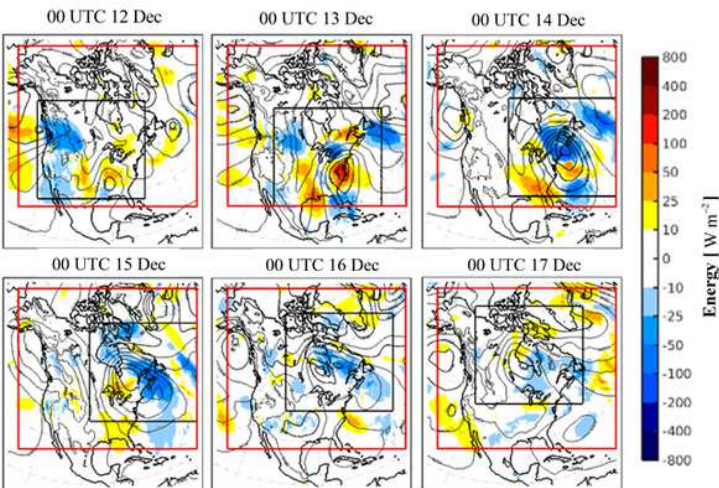 00 UTC 12 Dec
00 UTC 13 Dec
00 UTC 14 Dec
00 UTC 15 Dec
00 UTC 16 Dec
00 UTC 17 Dec
800
400
200
100
50
25
10
0
-10
-25
-50
-100
-200
-400
-800
Energy [ W m⁻² ]